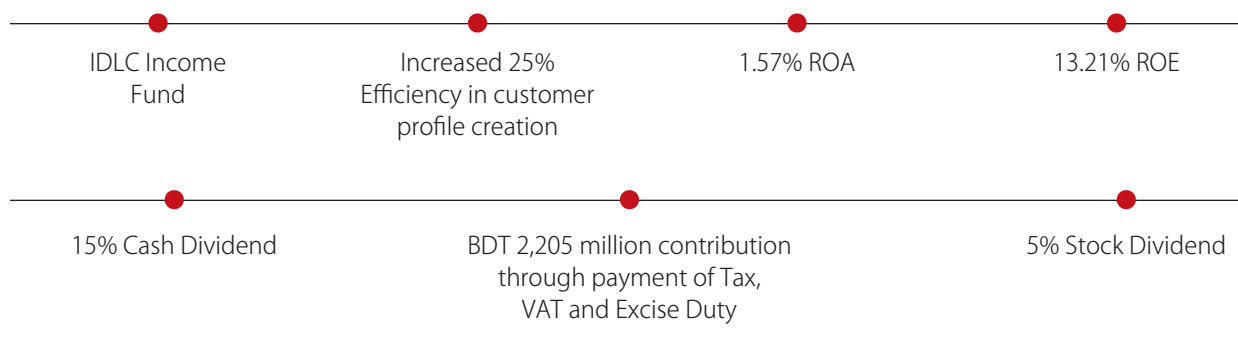 IDLC Income
Fund
Increased 25%
Efficiency in customer
profile creation
1.57% ROA
13.21% ROE
15% Cash Dividend
BDT 2,205 million contribution
through payment of Tax,
VAT and Excise Duty
5% Stock Dividend